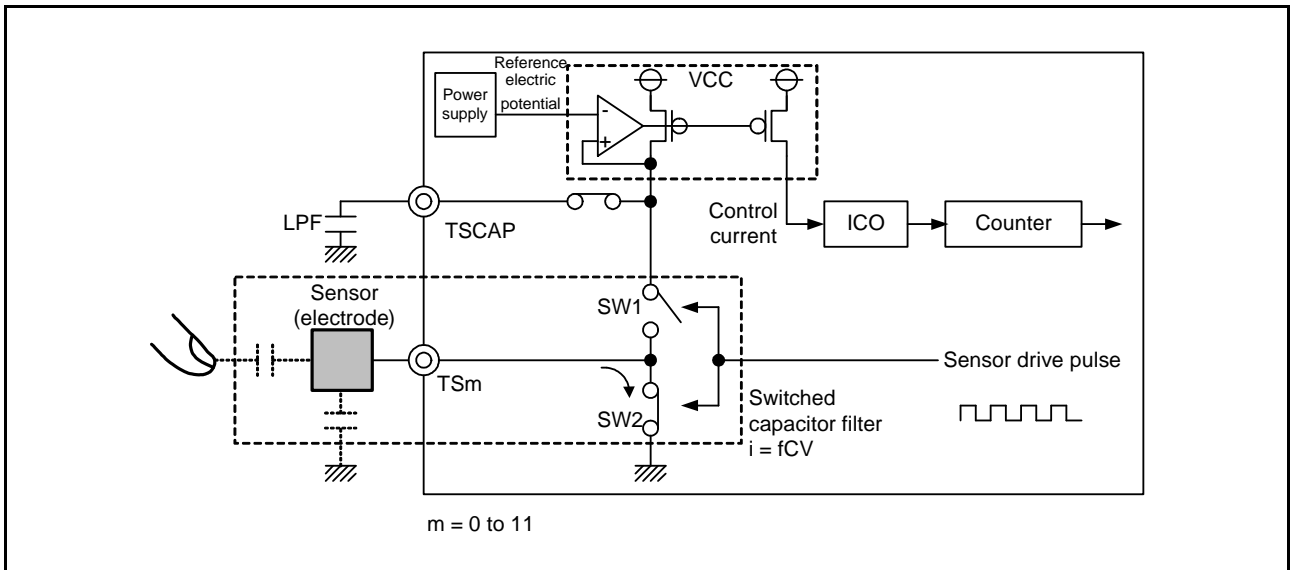 Power
supply
Reference
electric
potential
VCC
-
+
LPF
TSCAP
Control
current
ICO
Counter
Sensor
(electrode)
SW1
TSm
SW2
Sensor drive pulse
Switched
capacitor filter
i = fCV
m = 0 to 11